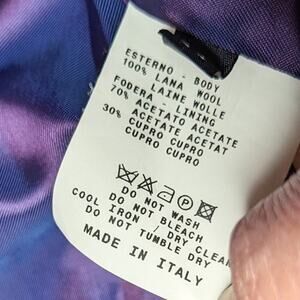 ESTERNO - BODY
100% LANA WOOL
LAINE WOLLE
FODERA - LINING
70% ACETATO ACETATE
30% ACETATE ACETAT
CUPRO CUPRO
CUPRO CUPRO
DO NOT WASH
DO NOT BLEACH
COOL IRON / DRY CLEAN
DO NOT TUMBLE DRY
MADE IN ITALY